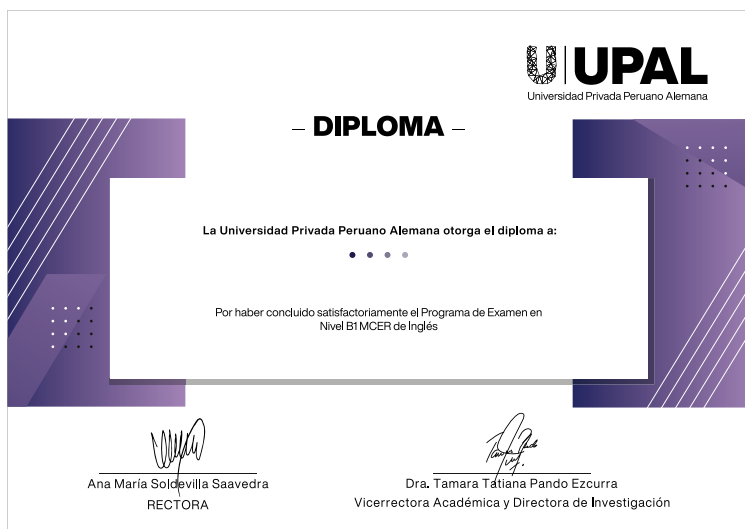 UPAL
Universidad Privada Peruano Alemana
– DIPLOMA –
La Universidad Privada Peruano Alemana otorga el diploma a:
Por haber concluido satisfactoriamente el Programa de Examen en
Nivel B1 MCER de Inglés
Ana María Soldevilla Saavedra
RECTORA
Dra. Tamara Tatiana Pando Ezcurra
Vicerrectora Académica y Directora de Investigación